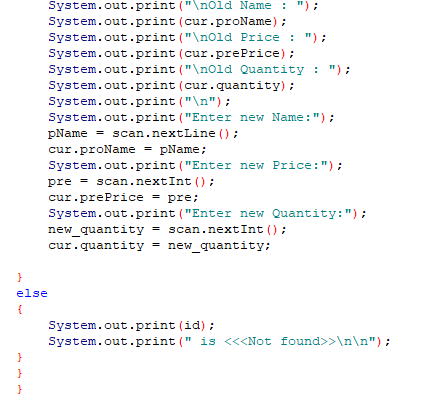 System.out.print("\nOld Name : ");
System.out.print(cur.proName);
System.out.print("\nOld Price : ");
System.out.print(cur.prePrice);
System.out.print("\nOld Quantity : ");
System.out.print(cur.quantity);
System.out.print("\n");
System.out.print("Enter new Name:");
pName = scan.nextLine();
cur.proName = pName;
System.out.print("Enter new Price:");
pre = scan.nextInt();
cur.prePrice = pre;
System.out.print("Enter new Quantity:");
new_quantity = scan.nextInt();
cur.quantity = new_quantity;
}
else
{
System.out.print(id);
System.out.print(" is <<<Not found>>\n\n");
}
}
}